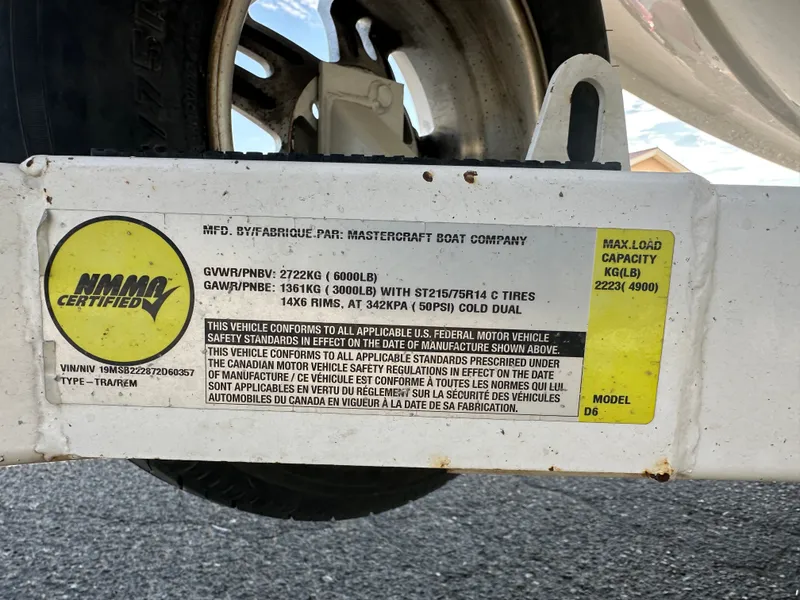 /75R
MFD. BY/FABRIQUE PAR: MASTERCRAFT BOAT COMPANY
NMMA
CERTIFIED
GVWR/PNBV: 2722KG ( 6000LB)
GAWR/PNBE: 1361KG ( 3000LB) WITH ST215/75R14 C TIRES
14X6 RIMS, AT 342KPA ( 50PSI) COLD DUAL
THIS VEHICLE CONFORMS TO ALL APPLICABLE U.S. FEDERAL MOTOR VEHICLE
SAFETY STANDARDS IN EFFECT ON THE DATE OF MANUFACTURE SHOWN ABOVE.
THIS VEHICLE CONFORMS TO ALL APPLICABLE STANDARDS PRESCRIBED UNDER
THE CANADIAN MOTOR VEHICLE SAFETY REGULATIONS IN EFFECT ON THE DATE
OF MANUFACTURE / CE VÉHICULE EST CONFORME À TOUTES LES NORMES QUI LUI
SONT APPLICABLES EN VERTU DU RÉGLEMENT SUR LA SÉCURITÉ DES VÉHICULES
AUTOMOBILES DU CANADA EN VIGUEUR À LA DATE DE SA FABRICATION.
VIN/NIV 19MSB222872D60357
TYPE-TRA/REM
MAX.LOAD
CAPACITY
KG(LB)
2223( 4900)
MODEL
D6